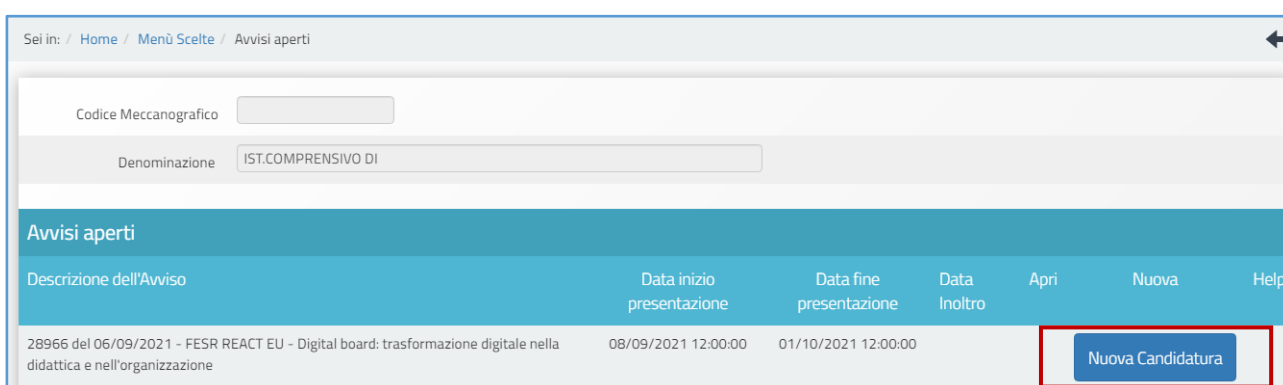 Sei in: / Home / Menù Scelte / Avvisi aperti
Codice Meccanografico
Denominazione IST.COMPRENSIVO DI
Avvisi aperti
Descrizione dell'Avviso Data inizio presentazione Data fine presentazione Data Inoltro Apri Nuova Help
28966 del 06/09/2021 - FESR REACT EU - Digital board: trasformazione digitale nella 08/09/2021 12:00:00 01/10/2021 12:00:00
didattica e nell'organizzazione
Nuova Candidatura